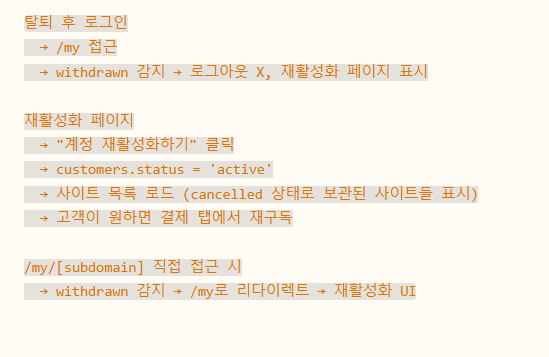 탈퇴 후 로그인
→ /my 접근
→ withdrawn 감지 → 로그아웃 X, 재활성화 페이지 표시
재활성화 페이지
→ "계정 재활성화하기" 클릭
→ customers.status = 'active'
→ 사이트 목록 로드 (cancelled 상태로 보관된 사이트들 표시)
→ 고객이 원하면 결제 탭에서 재구독
/my/[subdomain] 직접 접근 시
→ withdrawn 감지 → /my로 리다이렉트 → 재활성화 UI